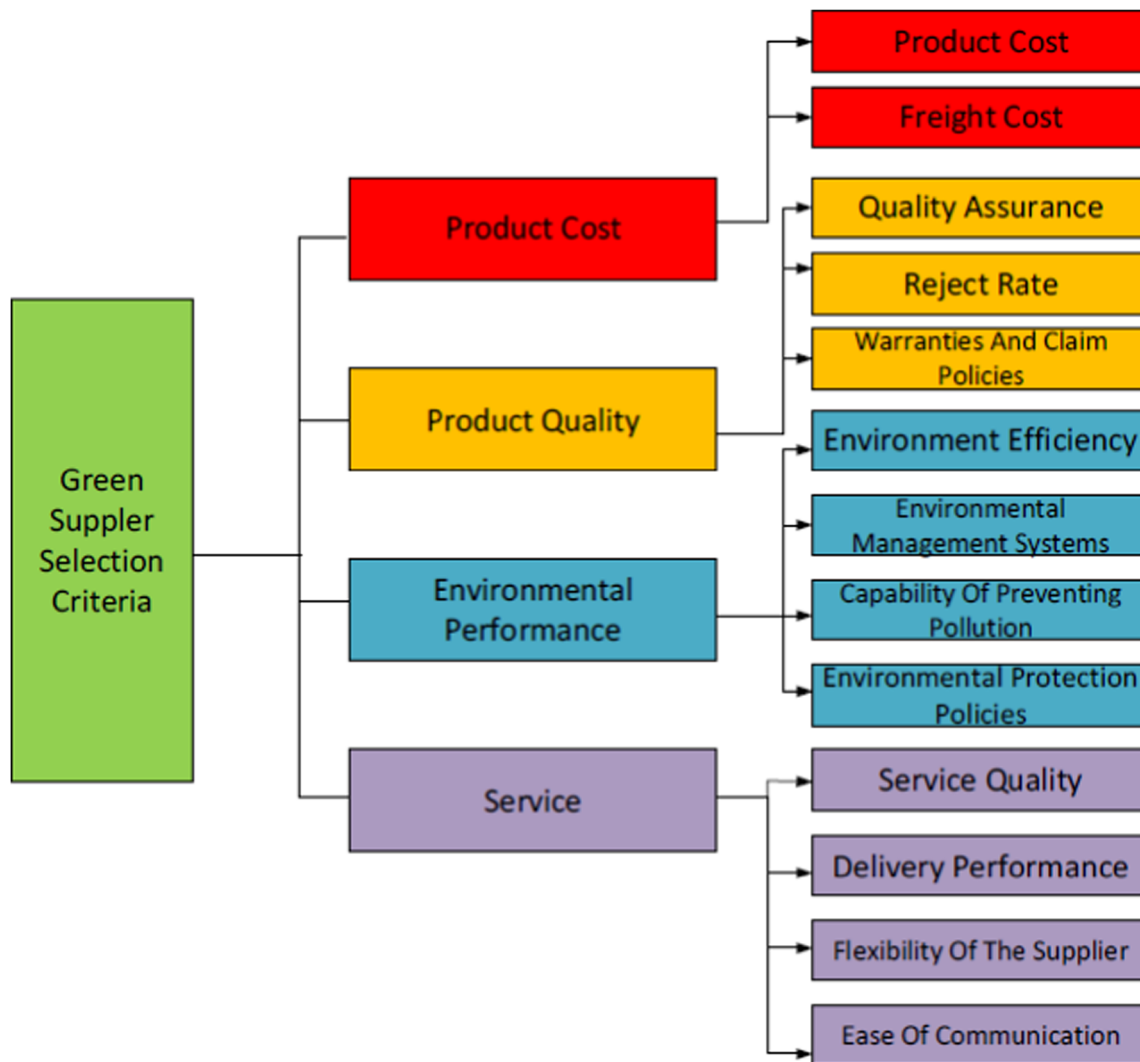 Product Cost
Freight Cost
Product Cost
Quality Assurance
Reject Rate
Warranties And Claim
Policies
Product Quality
Environment Efficiency
Green
Suppler
Selection
Criteria
Environmental
Management Systems
Environmental
Performance
Capability Of Preventing
Pollution
Environmental Protection
Policies
Service
Service Quality
Delivery Performance
Flexibility Of The Supplier
Ease Of Communication